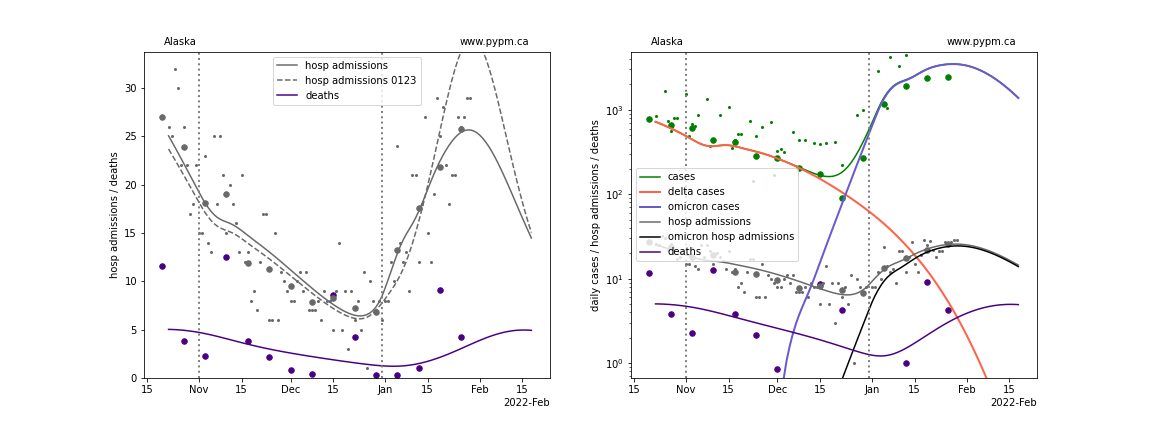 Alaska
www.pypm.ca
hosp admissions
hosp admissions 0123
deaths
hosp admissions / deaths
30
25
20
15
10
5
0
15
Nov
15
Dec
15
Jan
15
Feb
15
2022-Feb
Alaska
www.pypm.ca
cases
delta cases
omicron cases
hosp admissions
omicron hosp admissions
deaths
daily cases / hosp admissions / deaths
10³
10²
10¹
10⁰
15
Nov
15
Dec
15
Jan
15
Feb
15
2022-Feb